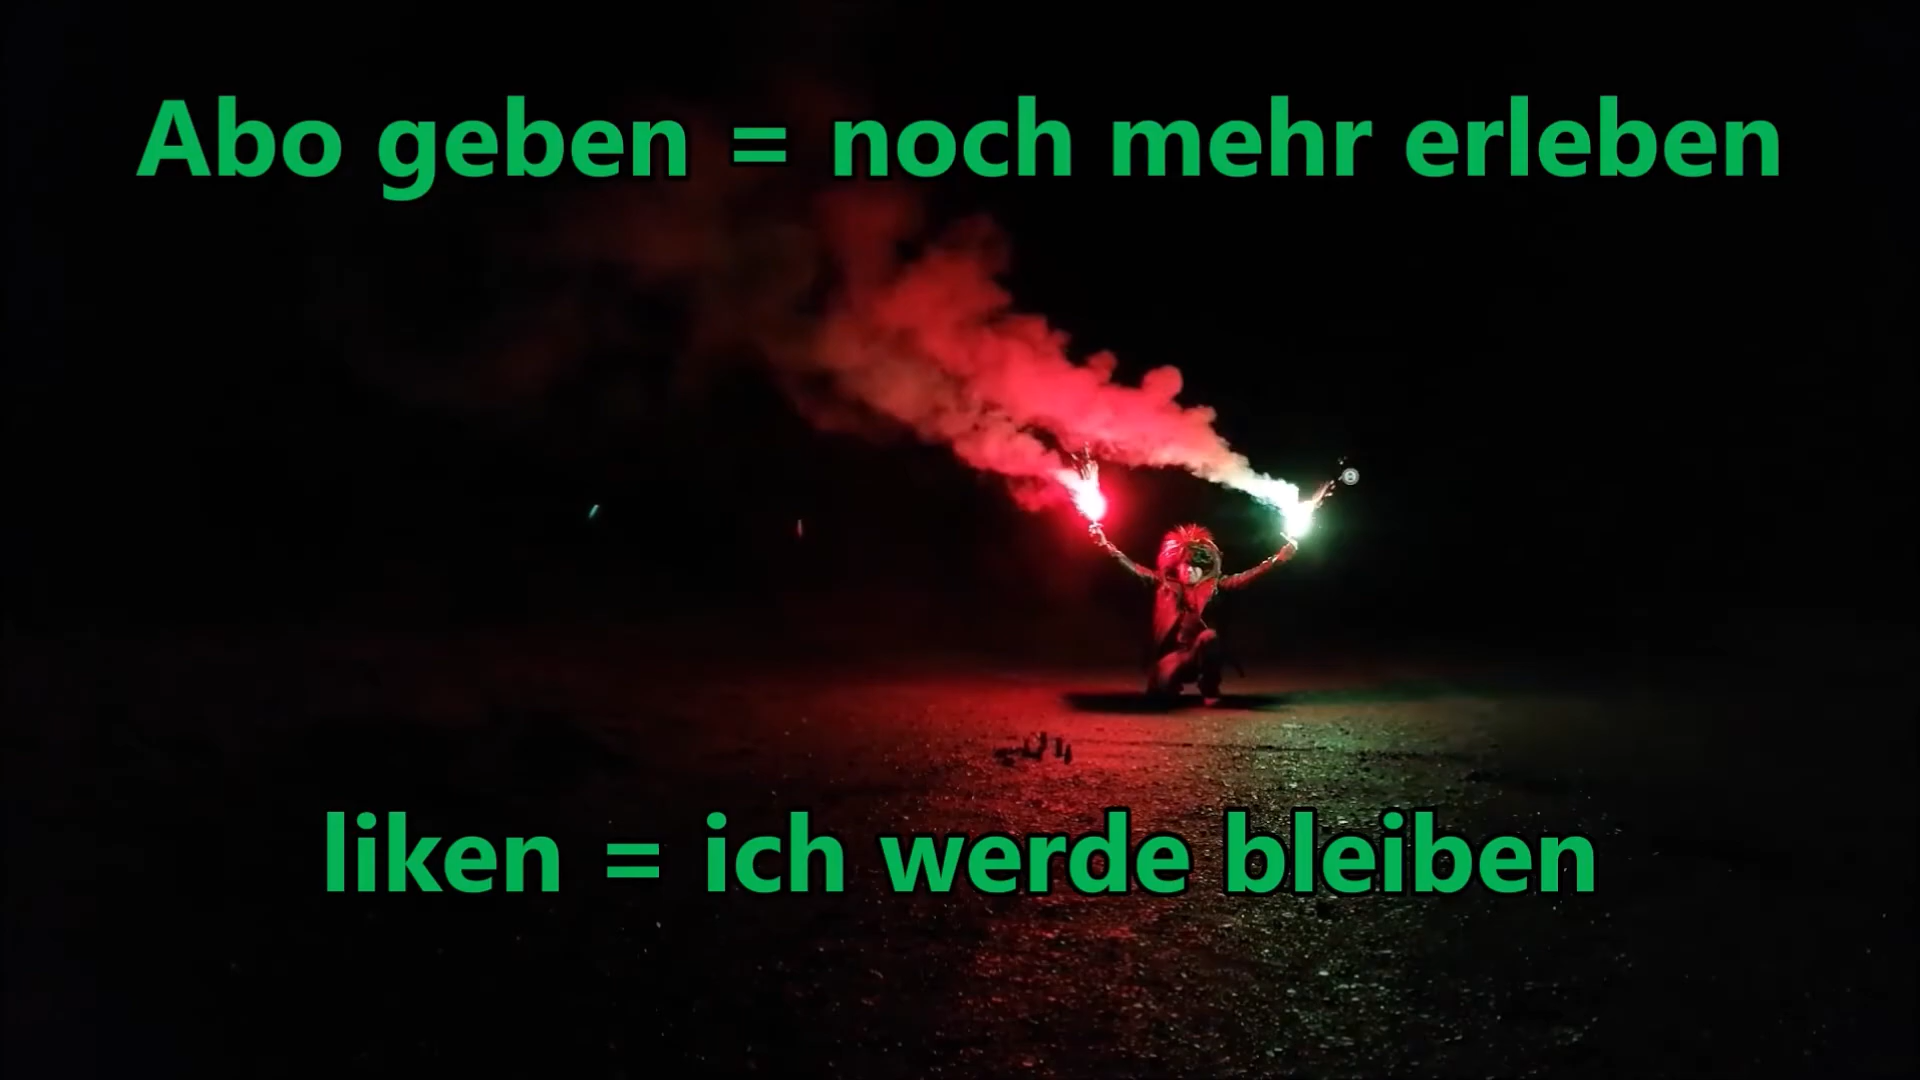 Abo geben = noch mehr erleben
liken = ich werde bleiben